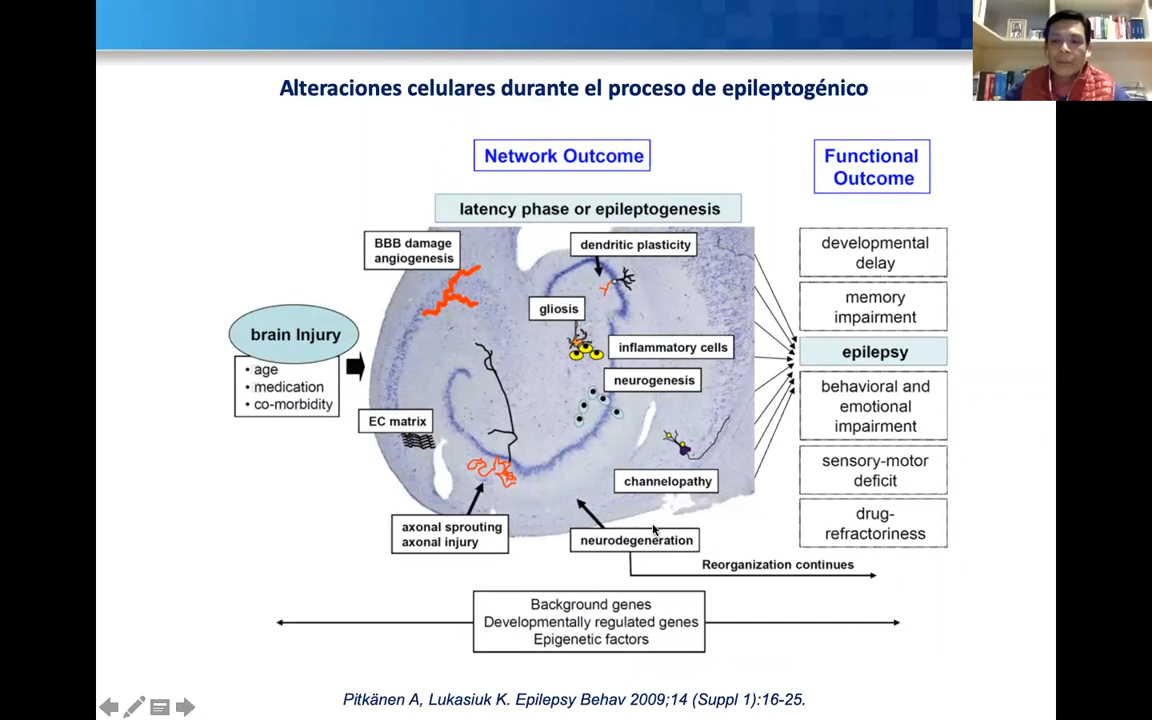 Alteraciones celulares durante el proceso de epileptogénico
Network Outcome
Functional
Outcome
latency phase or epileptogenesis
BBB damage
angiogenesis
dendritic plasticity
gliosis
inflammatory cells
neurogenesis
brain Injury
• age
• medication
• co-morbidity
EC matrix
channelopathy
axonal sprouting
axonal injury
neurodegeneration
Reorganization continues
developmental
delay
memory
impairment
epilepsy
behavioral and
emotional
impairment
sensory-motor
deficit
drug-
refractoriness
Background genes
Developmentally regulated genes
Epigenetic factors
Pitkänen A, Lukasiuk K. Epilepsy Behav 2009;14 (Suppl 1):16-25.